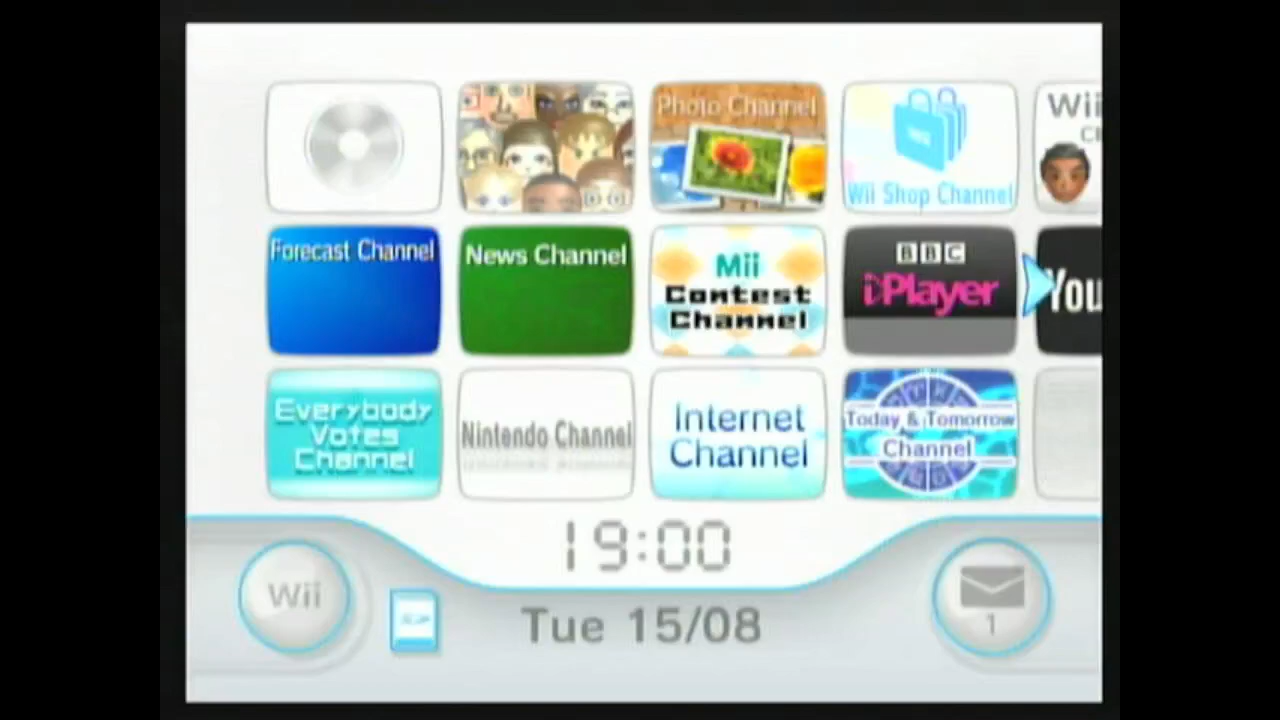 Photo Channel
Wii Shop Channel
Wii
Forecast Channel
News Channel
Mii
Contest
Channel
BBC
iPlayer
You
Everybody
Votes
Channel
Nintendo Channel
Internet
Channel
Today & Tomorrow
Channel
19:00
Wii
Tue 15/08
1